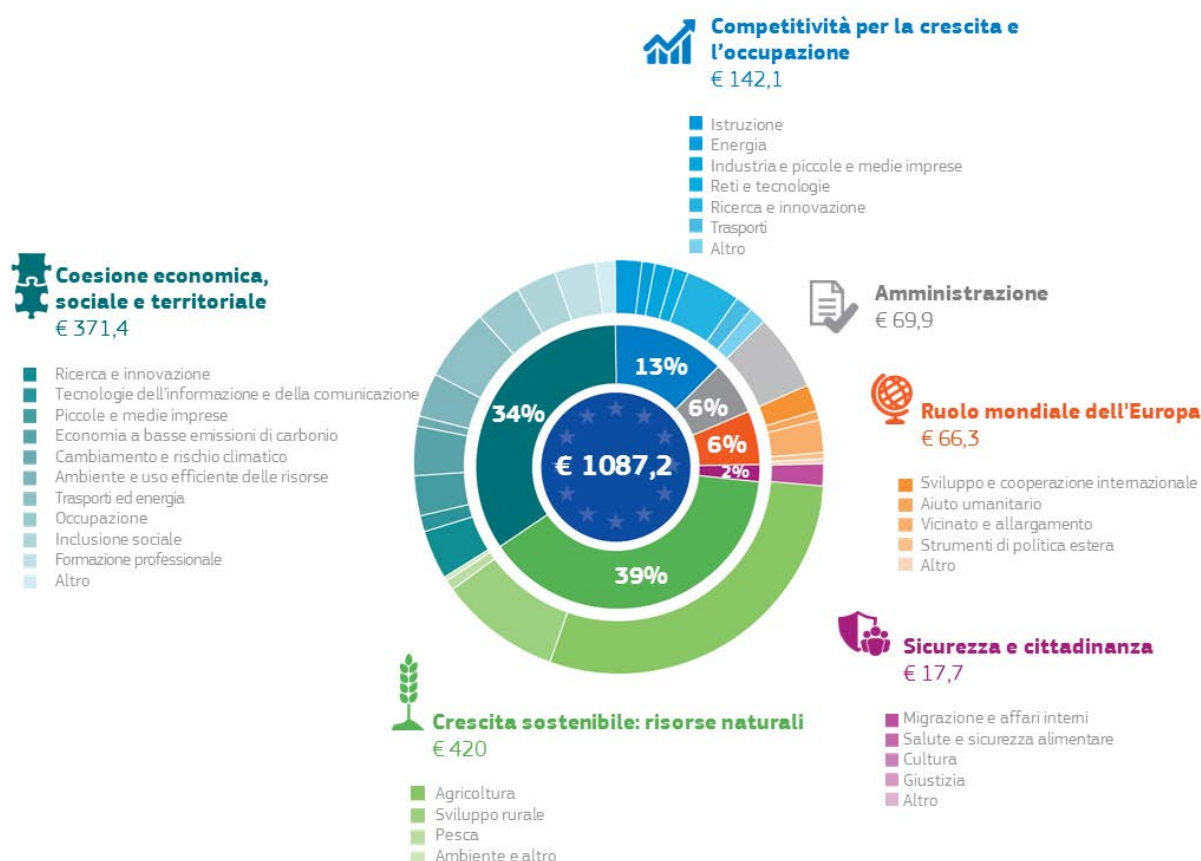 Competitività per la crescita e
l'occupazione
€ 142,1
Istruzione
Energia
Industria e piccole e medie imprese
Reti e tecnologie
Ricerca e innovazione
Trasporti
Altro
Coesione economica,
sociale e territoriale
€ 371,4
Ricerca e innovazione
Tecnologie dell'informazione e della comunicazione
Piccole e medie imprese
Economia a basse emissioni di carbonio
Cambiamento e rischio climatico
Ambiente e uso efficiente delle risorse
Trasporti ed energia
Occupazione
Inclusione sociale
Formazione professionale
Altro
13%
34%
6%
6%
2%
39%
€ 1087,2
Amministrazione
€ 69,9
Ruolo mondiale dell'Europa
€ 66,3
Sviluppo e cooperazione internazionale
Aiuto umanitario
Vicinato e allargamento
Strumenti di politica estera
Altro
Sicurezza e cittadinanza
€ 17,7
Migrazione e affari interni
Salute e sicurezza alimentare
Cultura
Giustizia
Altro
Crescita sostenibile: risorse naturali
€ 420
Agricoltura
Sviluppo rurale
Pesca
Ambiente e altro